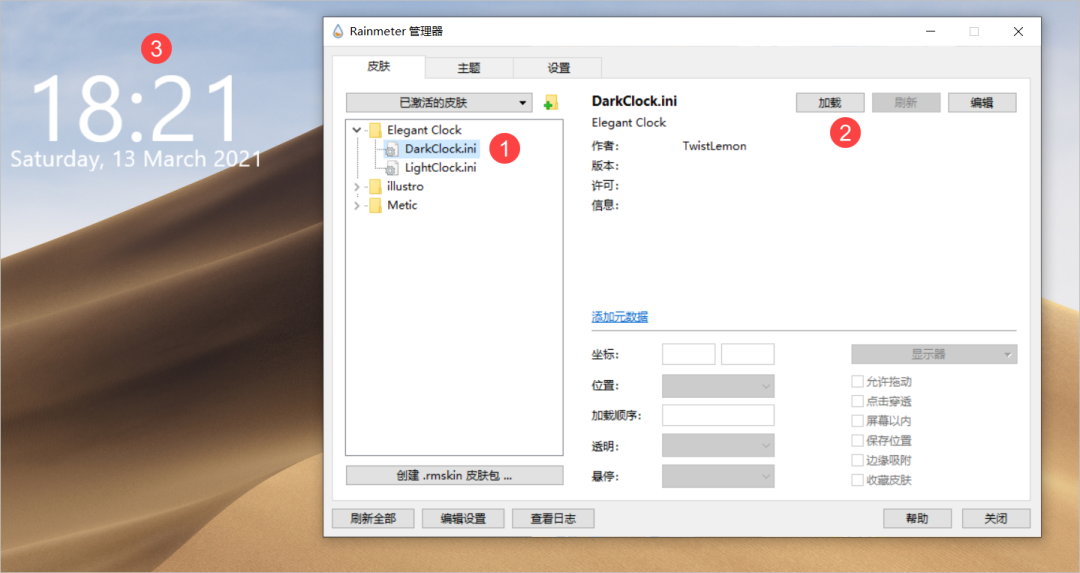 3
18:21
Saturday, 13 March 2021
Rainmeter 管理器
皮肤
主题
设置
已激活的皮肤
Elegant Clock
DarkClock.ini
1
LightClock.ini
illustro
Metic
创建 .rmskin 皮肤包 ...
DarkClock.ini
加载
刷新
编辑
Elegant Clock
2
作者: TwistLemon
版本:
许可:
信息:
添加元数据
坐标:
显示器
位置:
允许拖动
点击穿透
加载顺序:
屏幕以内
透明:
保存位置
边缘吸附
悬停:
收藏皮肤
刷新全部
编辑设置
查看日志
帮助
关闭